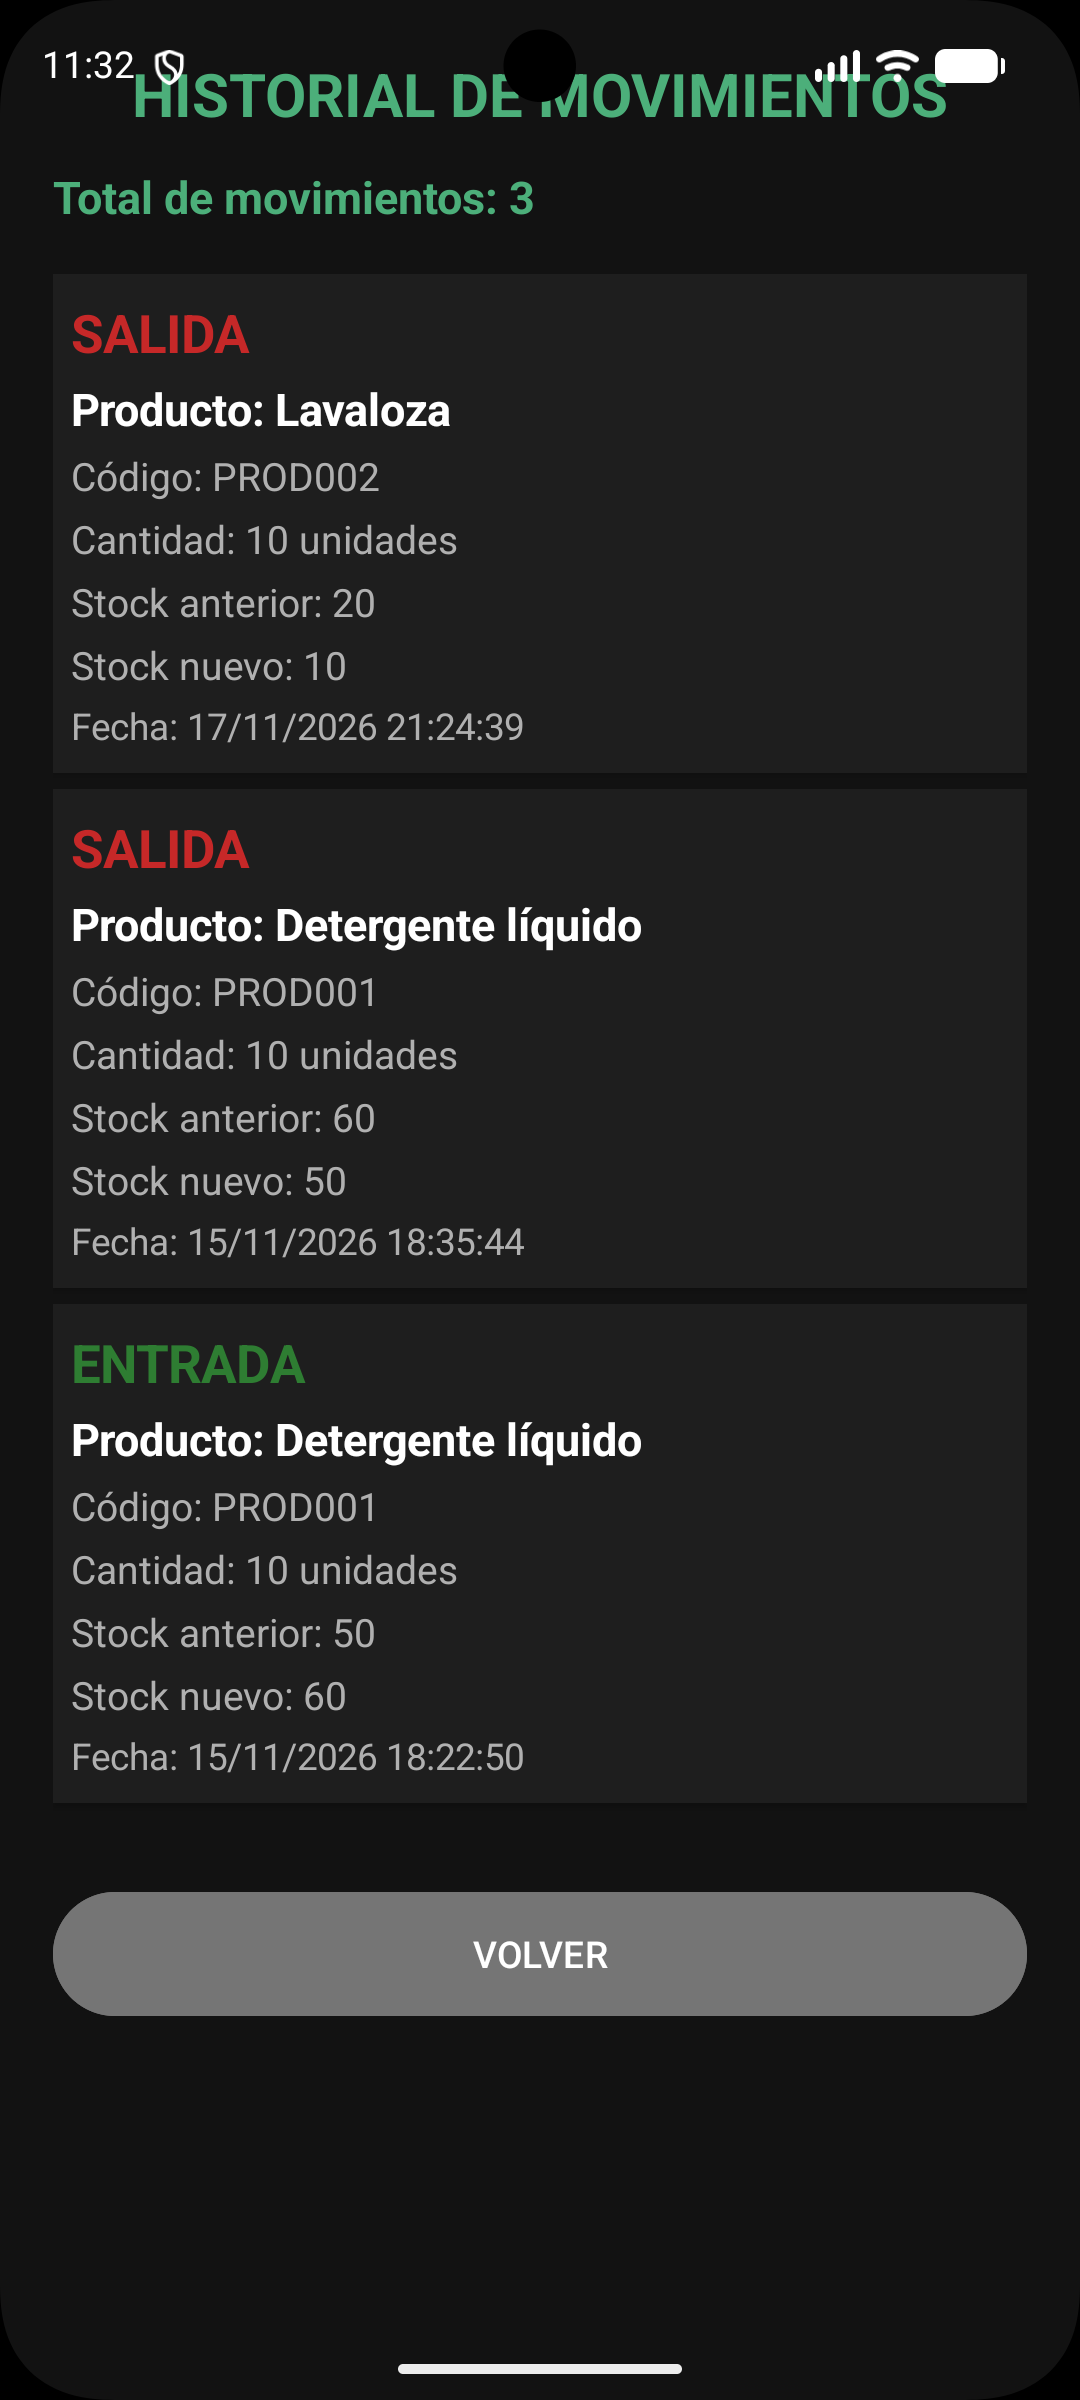 11:32
HISTORIAL DE MOVIMIENTOS
Total de movimientos: 3
SALIDA
Producto: Lavaloza
Código: PROD002
Cantidad: 10 unidades
Stock anterior: 20
Stock nuevo: 10
Fecha: 17/11/2026 21:24:39
SALIDA
Producto: Detergente líquido
Código: PROD001
Cantidad: 10 unidades
Stock anterior: 60
Stock nuevo: 50
Fecha: 15/11/2026 18:35:44
ENTRADA
Producto: Detergente líquido
Código: PROD001
Cantidad: 10 unidades
Stock anterior: 50
Stock nuevo: 60
Fecha: 15/11/2026 18:22:50
VOLVER